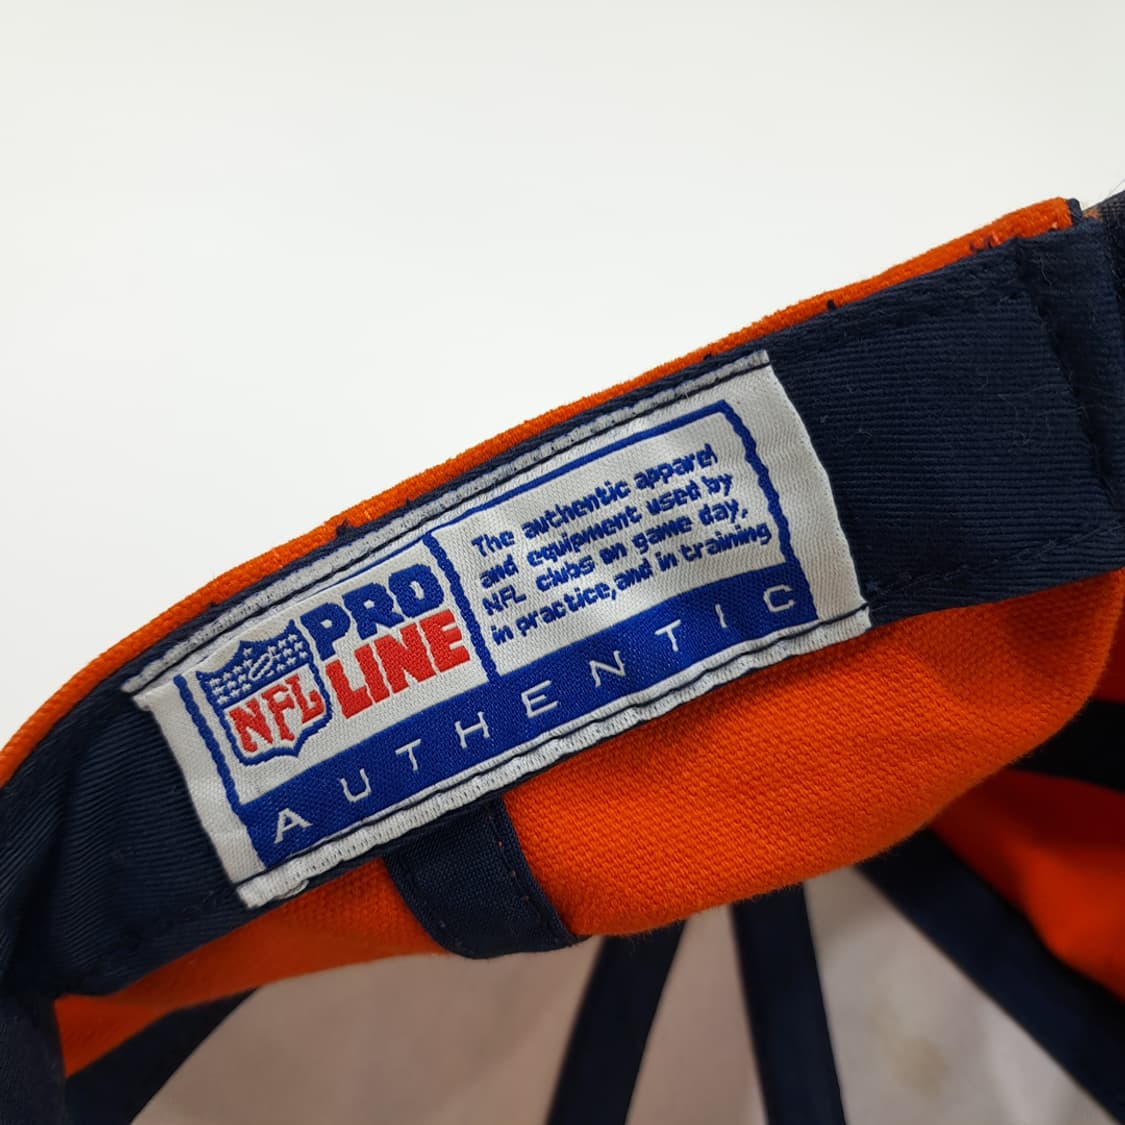 NFL
PRO
LINE
The authentic apparel
and equipment used by
NFL clubs on game day,
in practice, and in training
AUTHENTIC